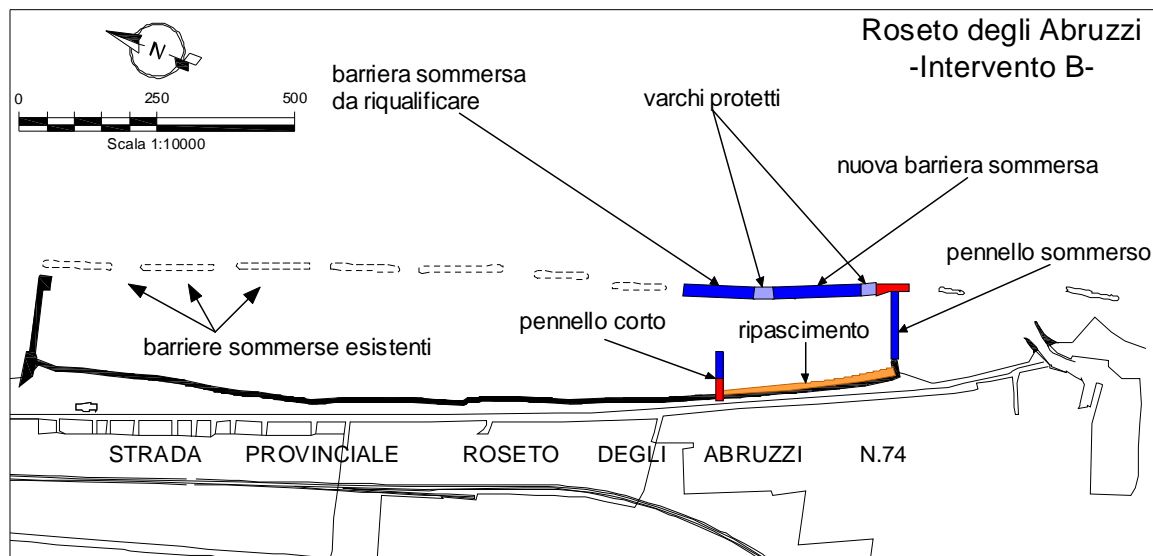 Roseto degli Abruzzi
-Intervento B-
N
0 250 500
Scala 1:10000
barriera sommersa
da riqualificare
varchi protetti
nuova barriera sommersa
pennello sommerso
pennello corto
ripascimento
barriere sommerse esistenti
STRADA PROVINCIALE ROSETO DEGLI ABRUZZI N.74